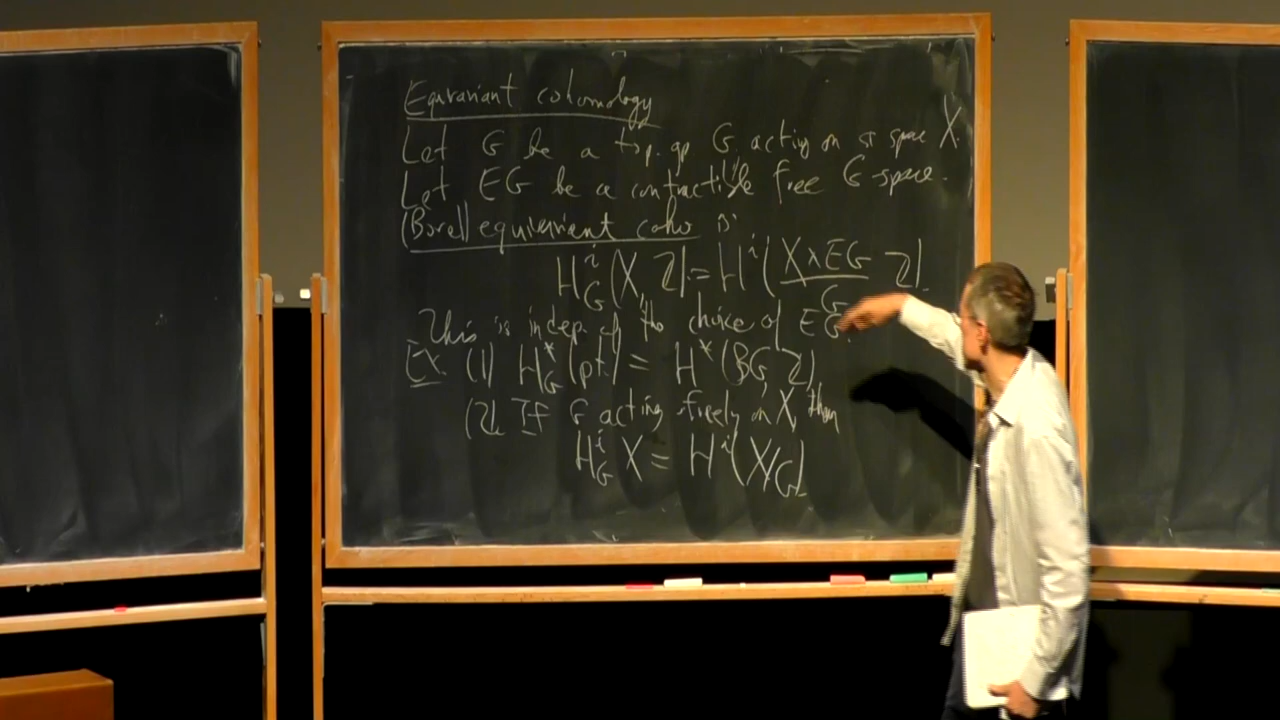 Equivariant cohomology
Let G be a top. gp G acting on a space X.
Let EG be a contractible free G-space.
(Borel) equivariant coho is
H^i_G(X, Z) = H^i((X × EG)/G, Z).
This is indep. of the choice of EG.
Ex. (1) H^*_G(pt.) = H^*(BG, Z)
(2) If G acting freely on X, then
H^i_G X = H^i(X/G).